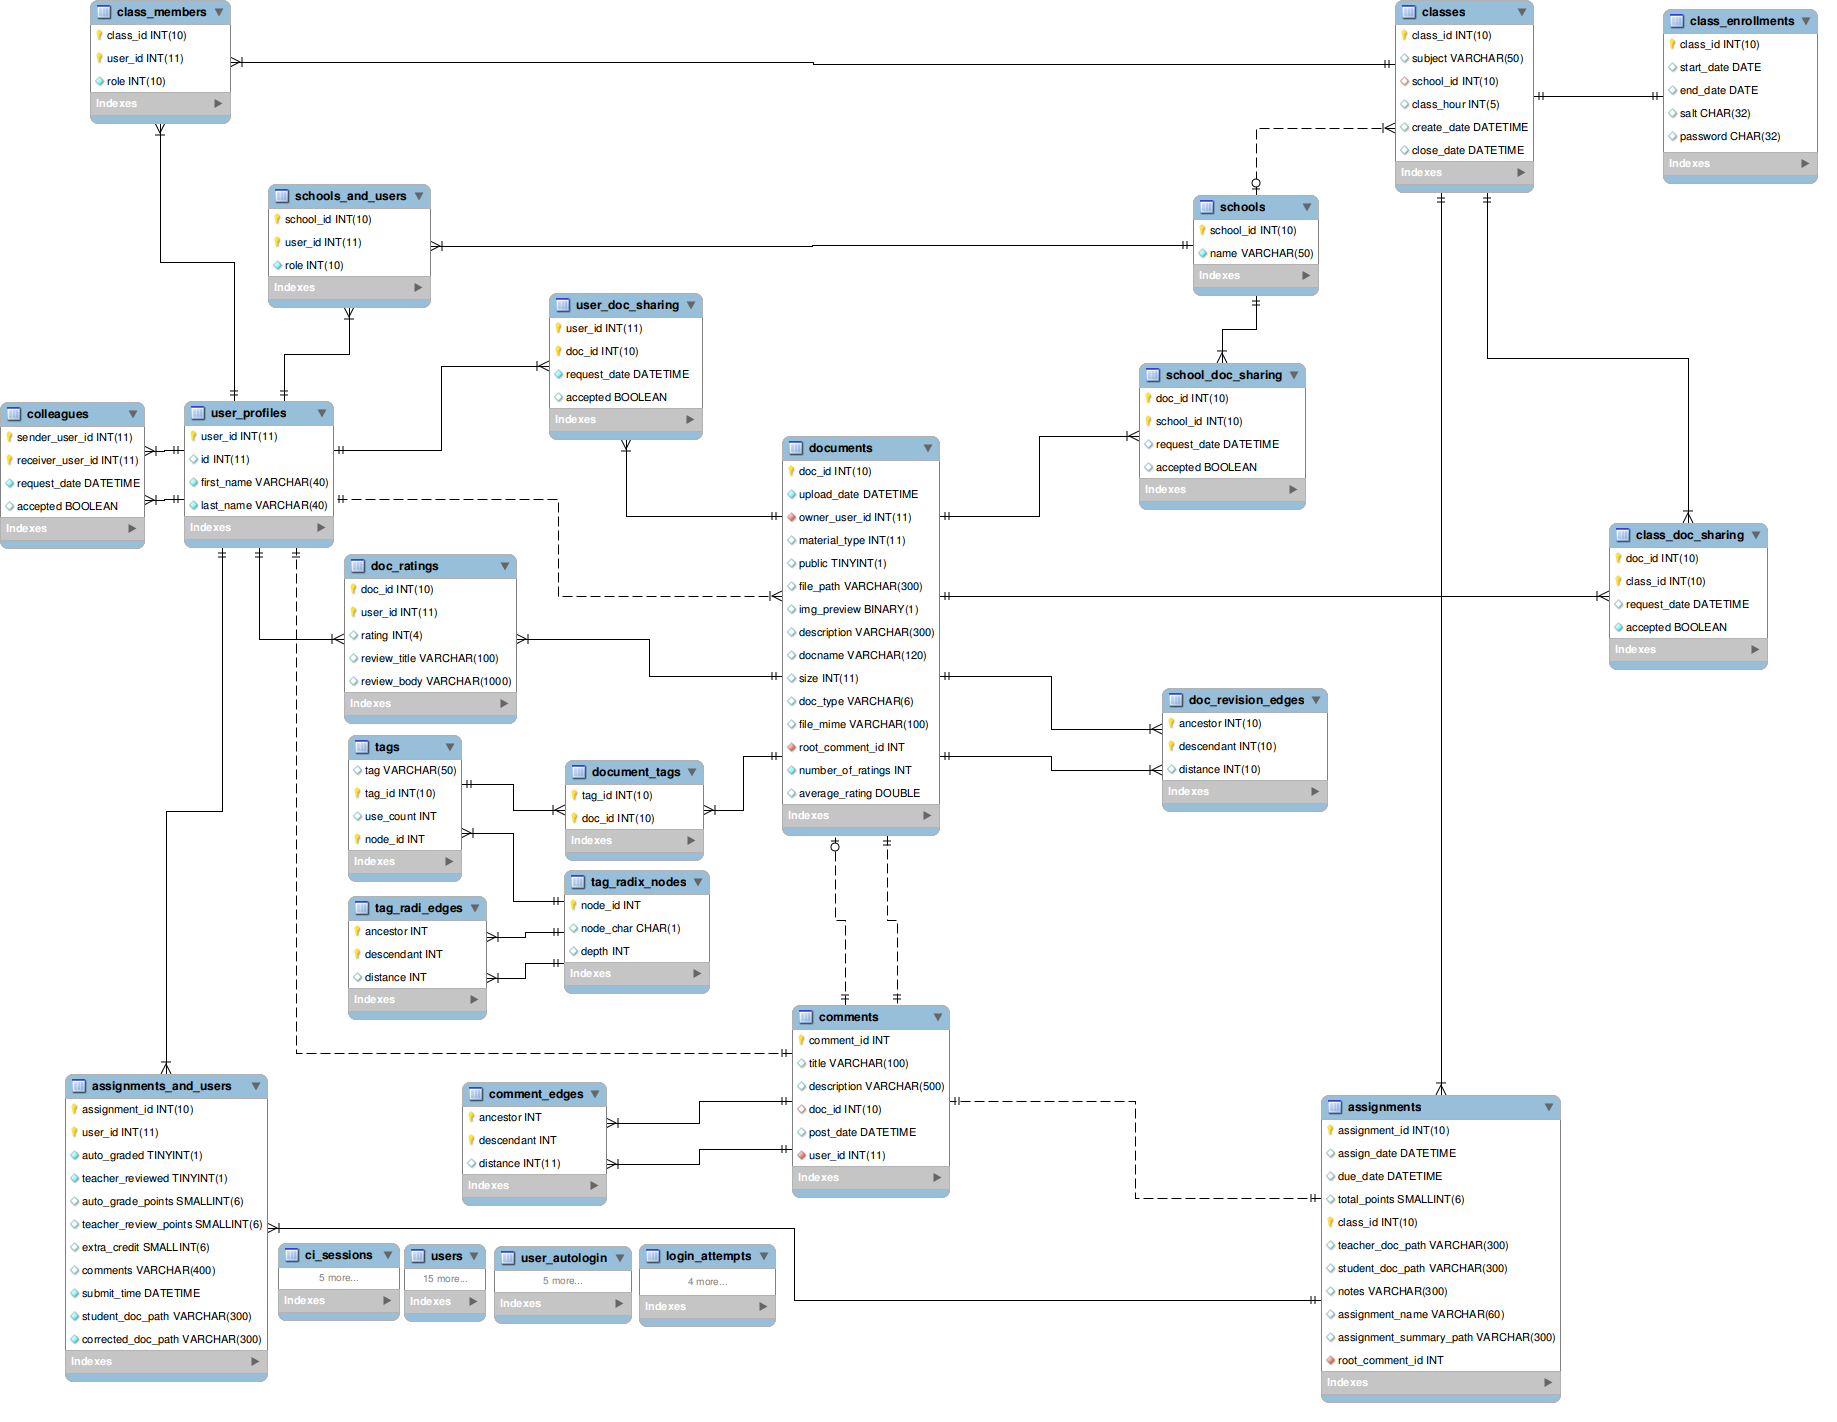 class_members
class_id INT(10)
user_id INT(11)
role INT(10)
Indexes
classes
class_id INT(10)
subject VARCHAR(50)
school_id INT(10)
class_hour INT(5)
create_date DATETIME
close_date DATETIME
Indexes
class_enrollments
class_id INT(10)
start_date DATE
end_date DATE
salt CHAR(32)
password CHAR(32)
Indexes
schools_and_users
school_id INT(10)
user_id INT(11)
role INT(10)
Indexes
schools
school_id INT(10)
name VARCHAR(50)
Indexes
user_doc_sharing
user_id INT(11)
doc_id INT(10)
request_date DATETIME
accepted BOOLEAN
Indexes
school_doc_sharing
doc_id INT(10)
school_id INT(10)
request_date DATETIME
accepted BOOLEAN
Indexes
colleagues
sender_user_id INT(11)
receiver_user_id INT(11)
request_date DATETIME
accepted BOOLEAN
Indexes
user_profiles
user_id INT(11)
id INT(11)
first_name VARCHAR(40)
last_name VARCHAR(40)
Indexes
documents
doc_id INT(10)
upload_date DATETIME
owner_user_id INT(11)
material_type INT(11)
public TINYINT(1)
file_path VARCHAR(300)
img_preview BINARY(1)
description VARCHAR(300)
docname VARCHAR(120)
size INT(11)
doc_type VARCHAR(6)
file_mime VARCHAR(100)
root_comment_id INT
number_of_ratings INT
average_rating DOUBLE
Indexes
class_doc_sharing
doc_id INT(10)
class_id INT(10)
request_date DATETIME
accepted BOOLEAN
Indexes
doc_ratings
doc_id INT(10)
user_id INT(11)
rating INT(4)
review_title VARCHAR(100)
review_body VARCHAR(1000)
Indexes
doc_revision_edges
ancestor INT(10)
descendant INT(10)
distance INT(10)
Indexes
tags
tag VARCHAR(50)
tag_id INT(10)
use_count INT
node_id INT
Indexes
document_tags
tag_id INT(10)
doc_id INT(10)
Indexes
tag_radix_nodes
node_id INT
node_char CHAR(1)
depth INT
Indexes
tag_radi_edges
ancestor INT
descendant INT
distance INT
Indexes
comments
comment_id INT
title VARCHAR(100)
description VARCHAR(500)
doc_id INT(10)
post_date DATETIME
user_id INT(11)
Indexes
assignments_and_users
assignment_id INT(10)
user_id INT(11)
auto_graded TINYINT(1)
teacher_reviewed TINYINT(1)
auto_grade_points SMALLINT(6)
teacher_review_points SMALLINT(6)
extra_credit SMALLINT(6)
comments VARCHAR(400)
submit_time DATETIME
student_doc_path VARCHAR(300)
corrected_doc_path VARCHAR(300)
Indexes
comment_edges
ancestor INT
descendant INT
distance INT(11)
Indexes
assignments
assignment_id INT(10)
assign_date DATETIME
due_date DATETIME
total_points SMALLINT(6)
class_id INT(10)
teacher_doc_path VARCHAR(300)
student_doc_path VARCHAR(300)
notes VARCHAR(300)
assignment_name VARCHAR(60)
assignment_summary_path VARCHAR(300)
root_comment_id INT
Indexes
ci_sessions
5 more...
Indexes
users
15 more...
Indexes
user_autologin
5 more...
Indexes
login_attempts
4 more...
Indexes